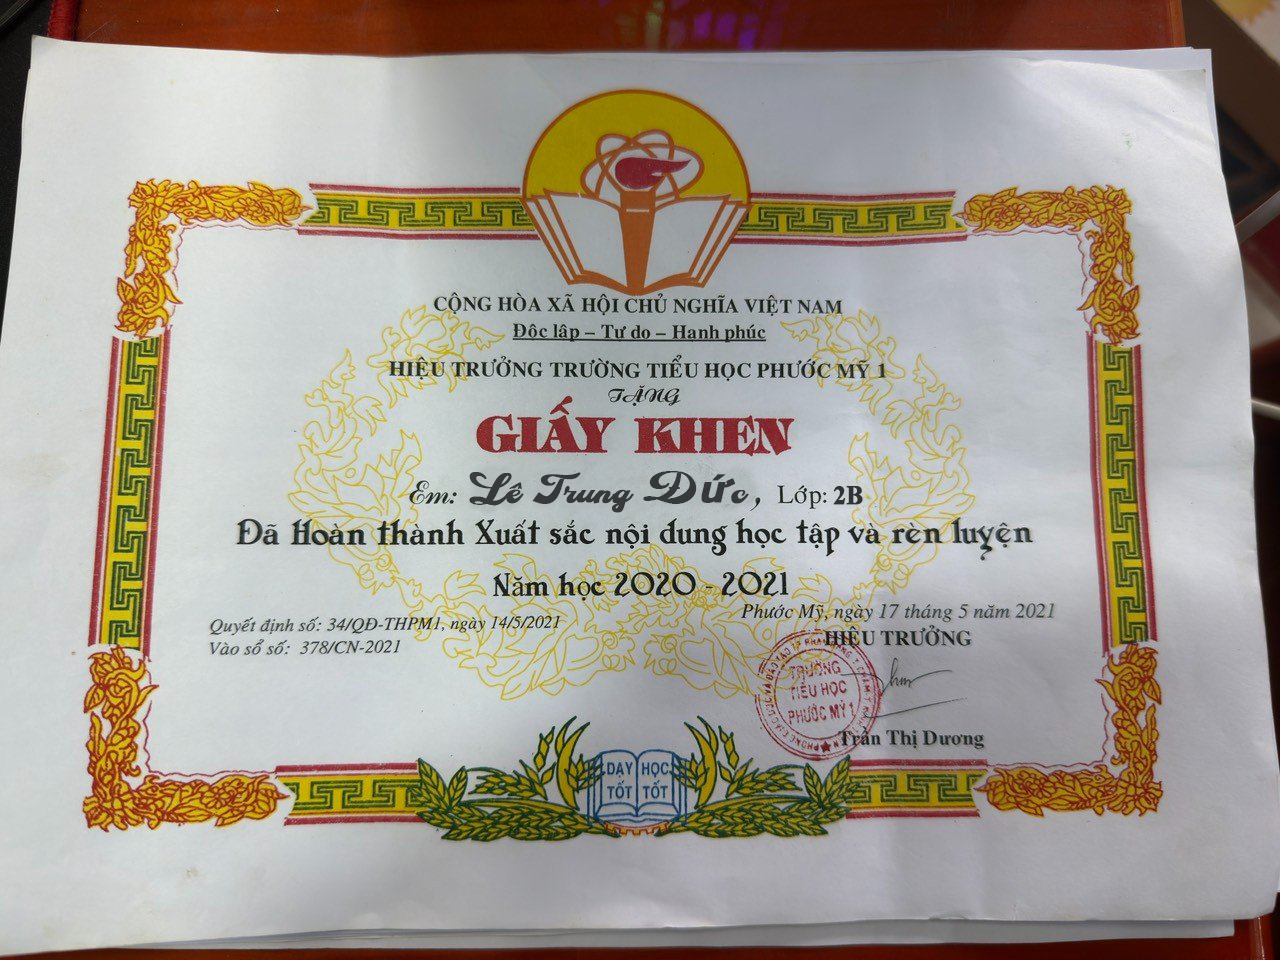 CỘNG HÒA XÃ HỘI CHỦ NGHĨA VIỆT NAM
Độc lập – Tự do – Hạnh phúc
HIỆU TRƯỞNG TRƯỜNG TIỂU HỌC PHƯỚC MỸ 1
TẶNG
GIẤY KHEN
Em: Lê Trung Đức, Lớp: 2B
Đã Hoàn thành Xuất sắc nội dung học tập và rèn luyện
Năm học 2020 - 2021
Phước Mỹ, ngày 17 tháng 5 năm 2021
Quyết định số: 34/QĐ-THPM1, ngày 14/5/2021
Vào sổ số: 378/CN-2021
HIỆU TRƯỞNG
TRƯỜNG
TIỂU HỌC
PHƯỚC MỸ 1
Trần Thị Dương
DẠY TỐT
HỌC TỐT